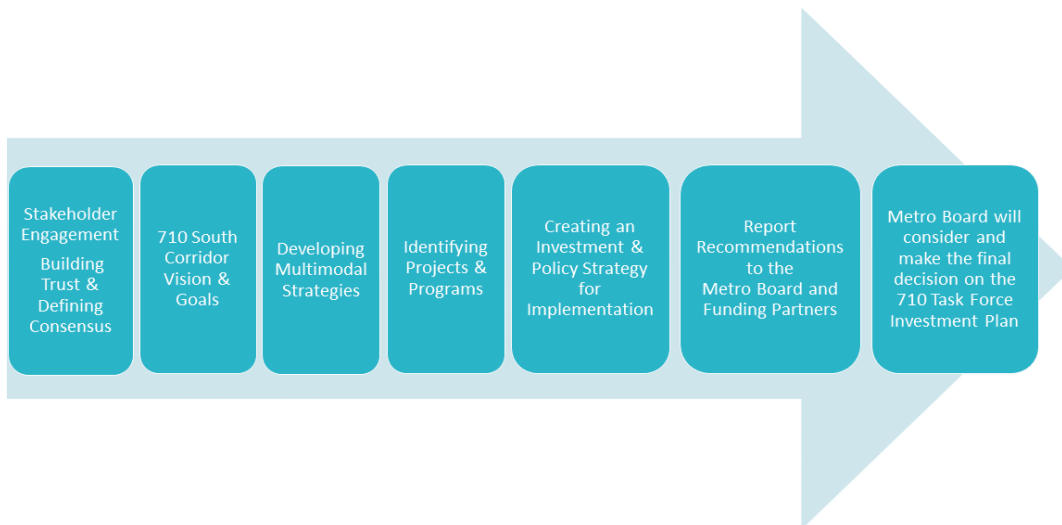 Stakeholder
Engagement
Building
Trust &
Defining
Consensus
710 South
Corridor
Vision &
Goals
Developing
Multimodal
Strategies
Identifying
Projects &
Programs
Creating an
Investment &
Policy Strategy
for
Implementation
Report
Recommendations
to the
Metro Board and
Funding Partners
Metro Board will
consider and
make the final
decision on the
710 Task Force
Investment Plan